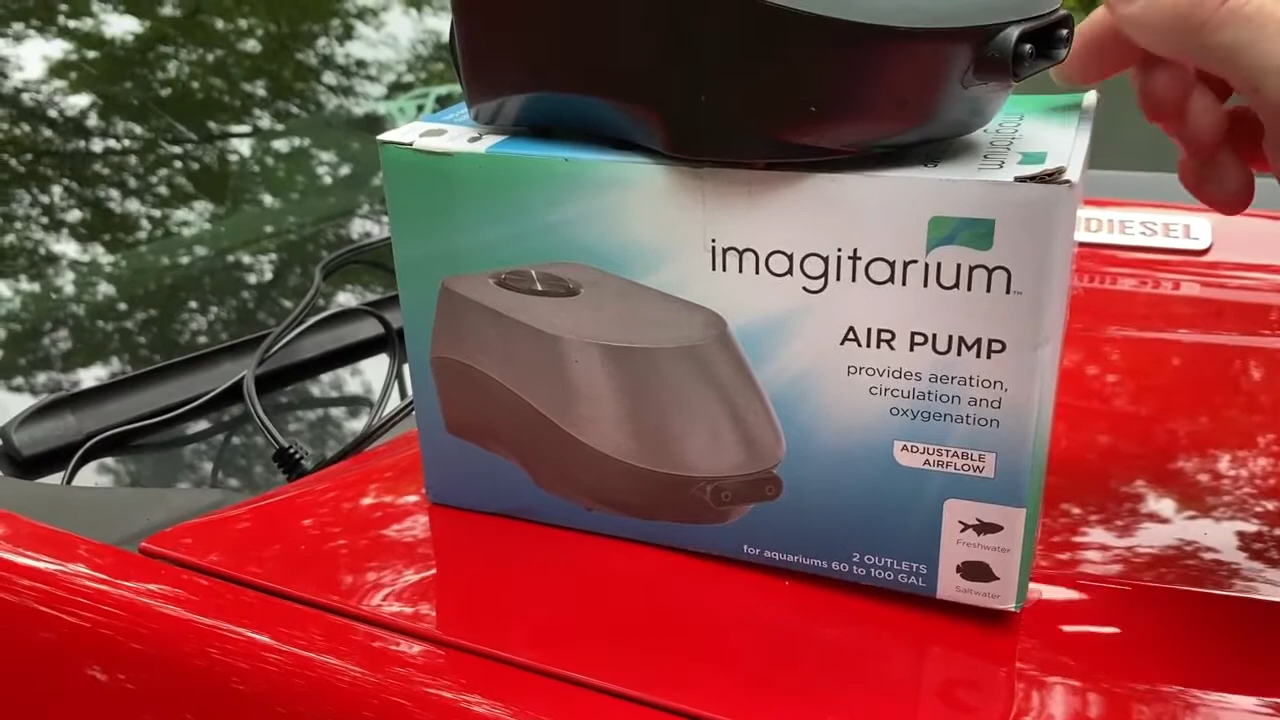 imagitarium
imagitarium™
DIESEL
AIR PUMP
provides aeration,
circulation and
oxygenation
ADJUSTABLE
AIRFLOW
Freshwater
2 OUTLETS
for aquariums 60 to 100 GAL
Saltwater